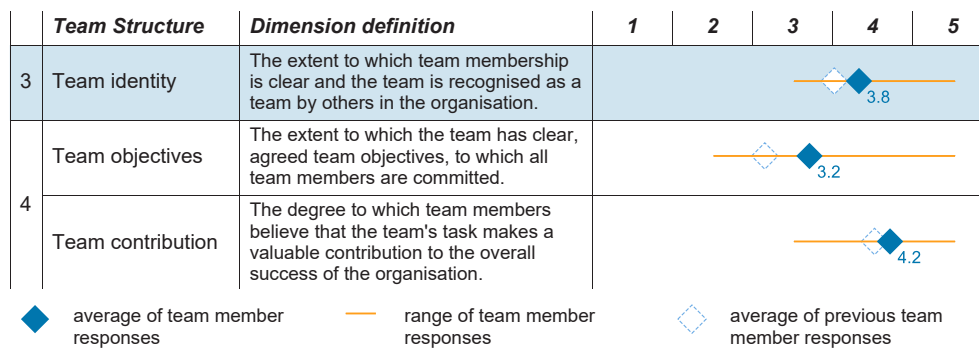 Team Structure Dimension definition 1 2 3 4 5
3 Team identity
The extent to which team membership
is clear and the team is recognised as a
team by others in the organisation.
3.8
4
Team objectives
The extent to which the team has clear,
agreed team objectives, to which all
team members are committed.
3.2
Team contribution
The degree to which team members
believe that the team's task makes a
valuable contribution to the overall
success of the organisation.
4.2
average of team member
responses
range of team member
responses
average of previous team
member responses